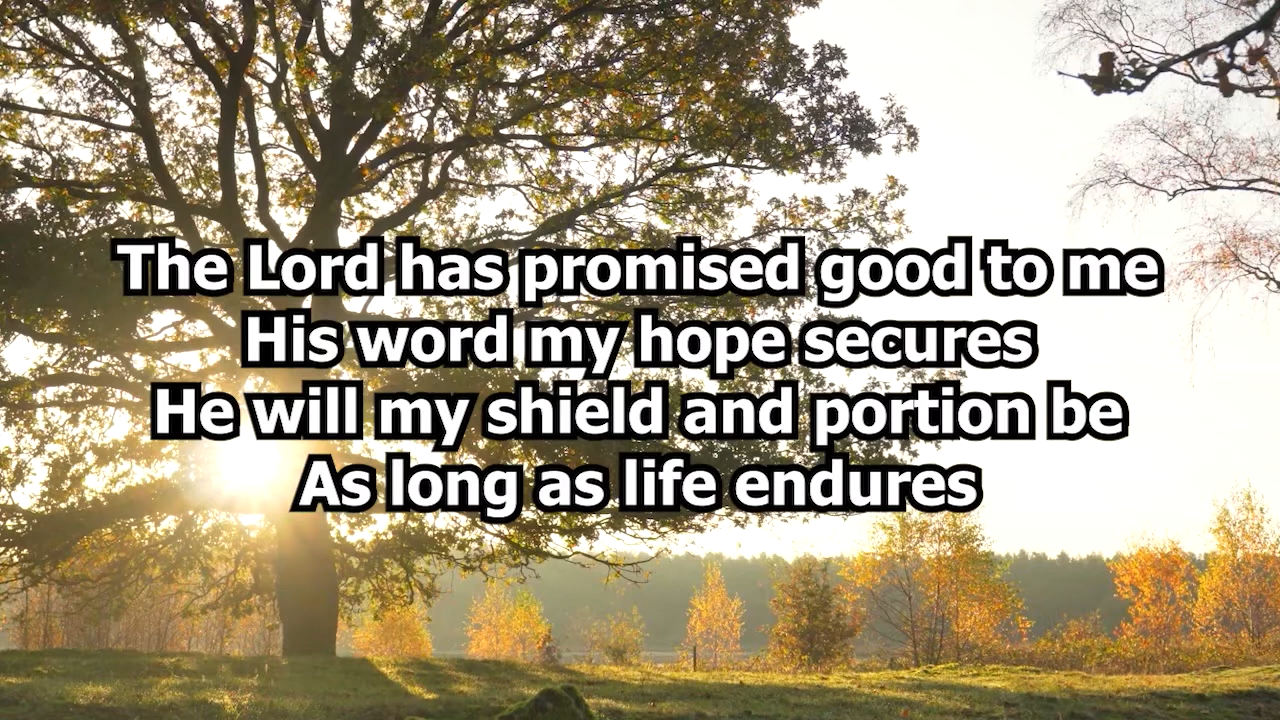 The Lord has promised good to me
His word my hope secures
He will my shield and portion be
As long as life endures